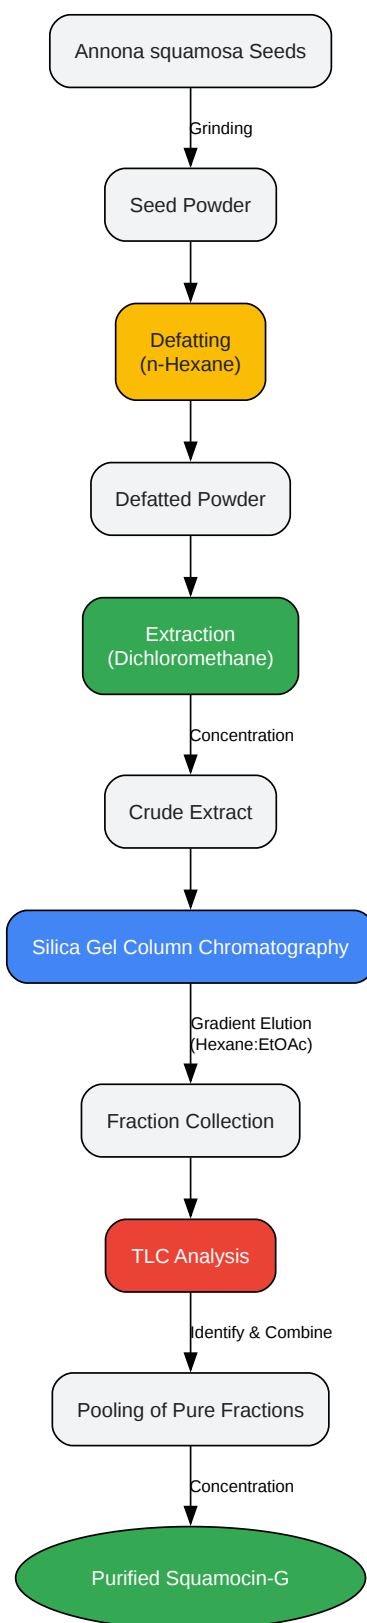 Annona squamosa Seeds
Grinding
Seed Powder
Defatting
(n-Hexane)
Defatted Powder
Extraction
(Dichloromethane)
Concentration
Crude Extract
Silica Gel Column Chromatography
Gradient Elution
(Hexane:EtOAc)
Fraction Collection
TLC Analysis
Identify & Combine
Pooling of Pure Fractions
Concentration
Purified Squamocin-G